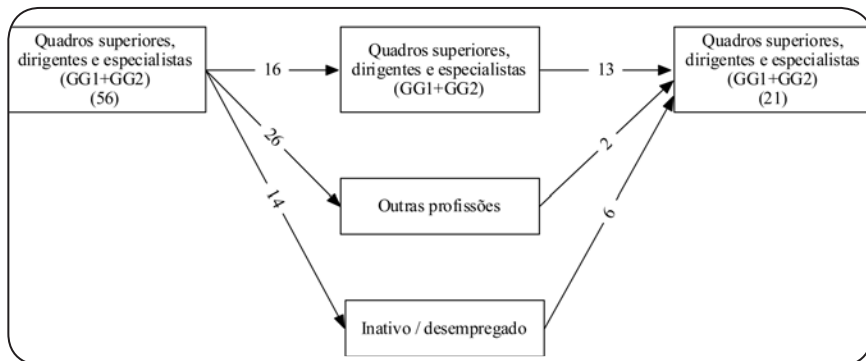 Quadros superiores,
dirigentes e especialistas
(GG1+GG2)
(56)
16
Quadros superiores,
dirigentes e especialistas
(GG1+GG2)
13
Quadros superiores,
dirigentes e especialistas
(GG1+GG2)
(21)
26
2
Outras profissões
14
6
Inativo / desempregado